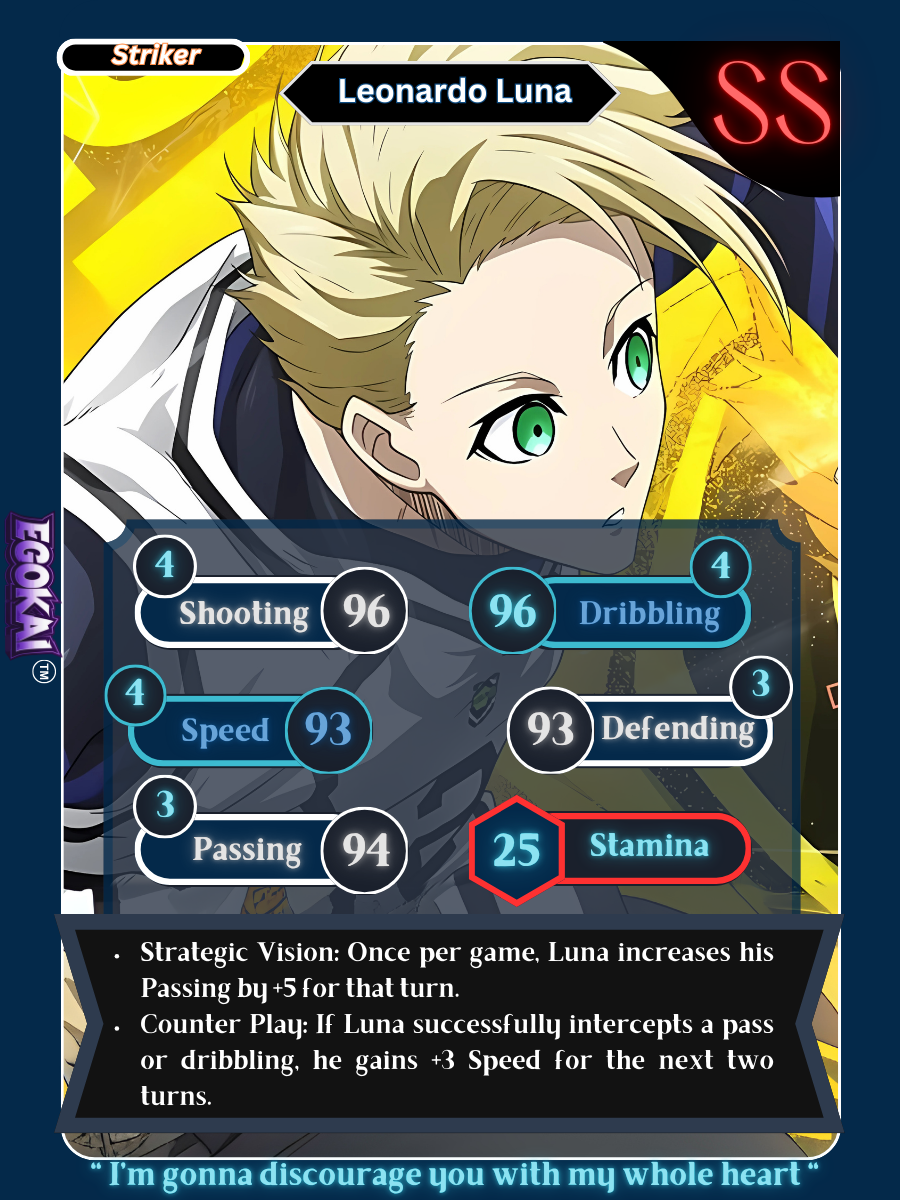 Striker
Leonardo Luna
SS
EGOKAI
TM
4
Shooting 96
4
96 Dribbling
4
Speed 93
3
93 Defending
3
Passing 94
25 Stamina
• Strategic Vision: Once per game, Luna increases his
Passing by +5 for that turn.
• Counter Play: If Luna successfully intercepts a pass
or dribbling, he gains +3 Speed for the next two
turns.
“ I'm gonna discourage you with my whole heart “